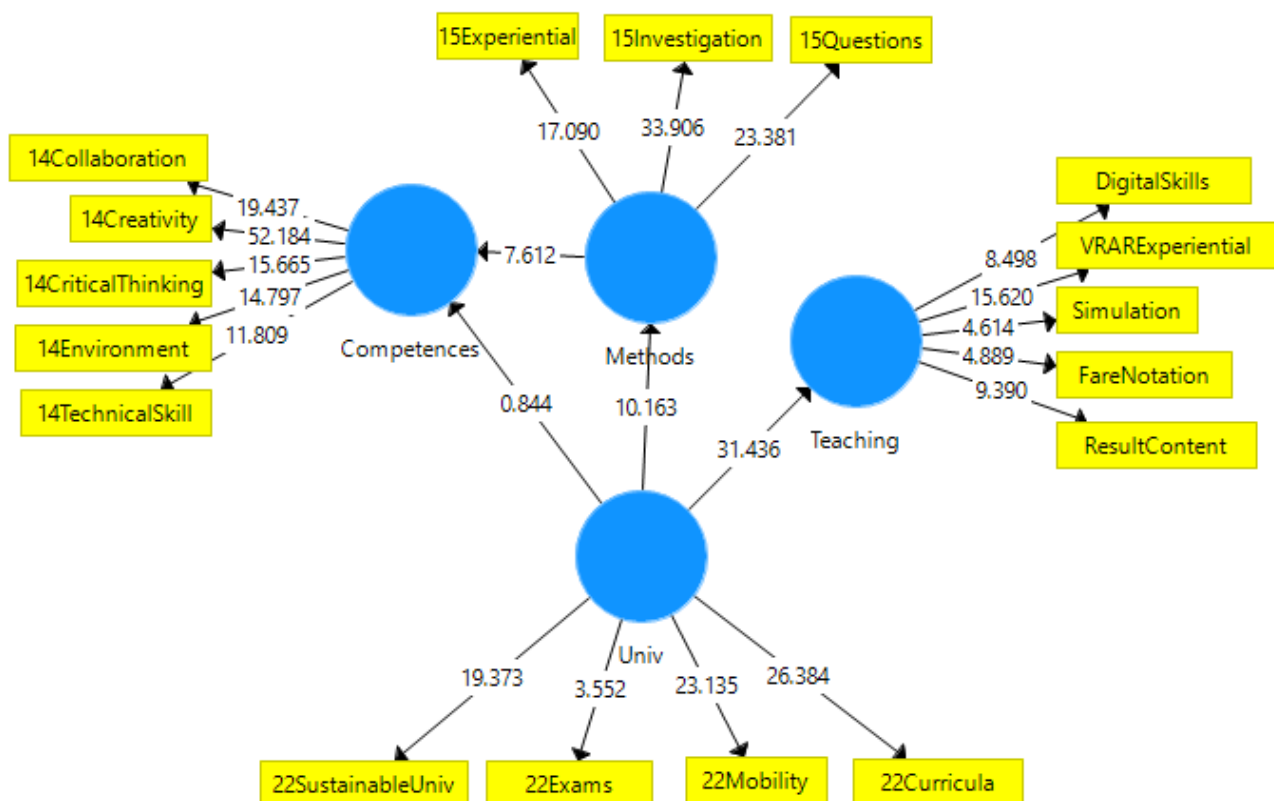 15Experiential
15Investigation
15Questions
17.090
33.906
23.381
14Collaboration
14Creativity
14CriticalThinking
14Environment
14TechnicalSkill
19.437
52.184
15.665
14.797
11.809
7.612
Competences
Methods
DigitalSkills
VRARExperiential
Simulation
FareNotation
ResultContent
8.498
15.620
4.614
4.889
9.390
Teaching
0.844
10.163
31.436
Univ
19.373
3.552
23.135
26.384
22SustainableUniv
22Exams
22Mobility
22Curricula